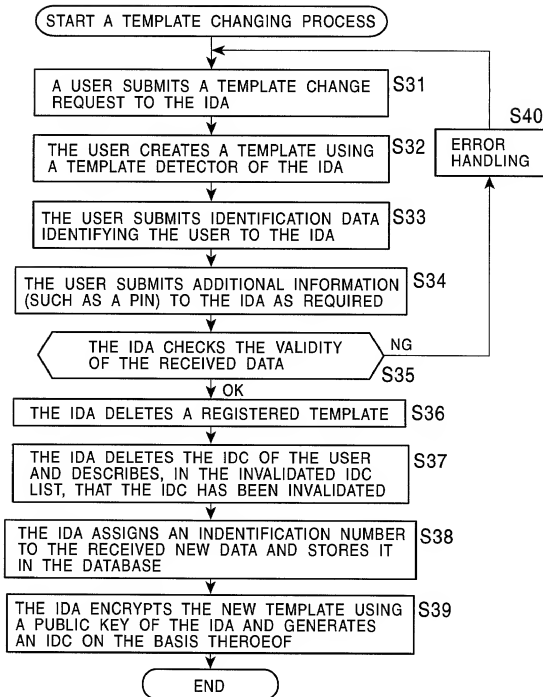 START A TEMPLATE CHANGING PROCESS
A USER SUBMITS A TEMPLATE CHANGE
REQUEST TO THE IDA
S31
S40
ERROR
HANDLING
THE USER CREATES A TEMPLATE USING
A TEMPLATE DETECTOR OF THE IDA
S32
THE USER SUBMITS IDENTIFICATION DATA
IDENTIFYING THE USER TO THE IDA
S33
THE USER SUBMITS ADDITIONAL INFORMATION
(SUCH AS A PIN) TO THE IDA AS REQUIRED
S34
THE IDA CHECKS THE VALIDITY
OF THE RECEIVED DATA
NG
S35
OK
THE IDA DELETES A REGISTERED TEMPLATE
S36
THE IDA DELETES THE IDC OF THE USER
AND DESCRIBES, IN THE INVALIDATED IDC
LIST, THAT THE IDC HAS BEEN INVALIDATED
S37
THE IDA ASSIGNS AN INDENTIFICATION NUMBER
TO THE RECEIVED NEW DATA AND STORES IT
IN THE DATABASE
S38
THE IDA ENCRYPTS THE NEW TEMPLATE USING
A PUBLIC KEY OF THE IDA AND GENERATES
AN IDC ON THE BASIS THEROEOF
S39
END